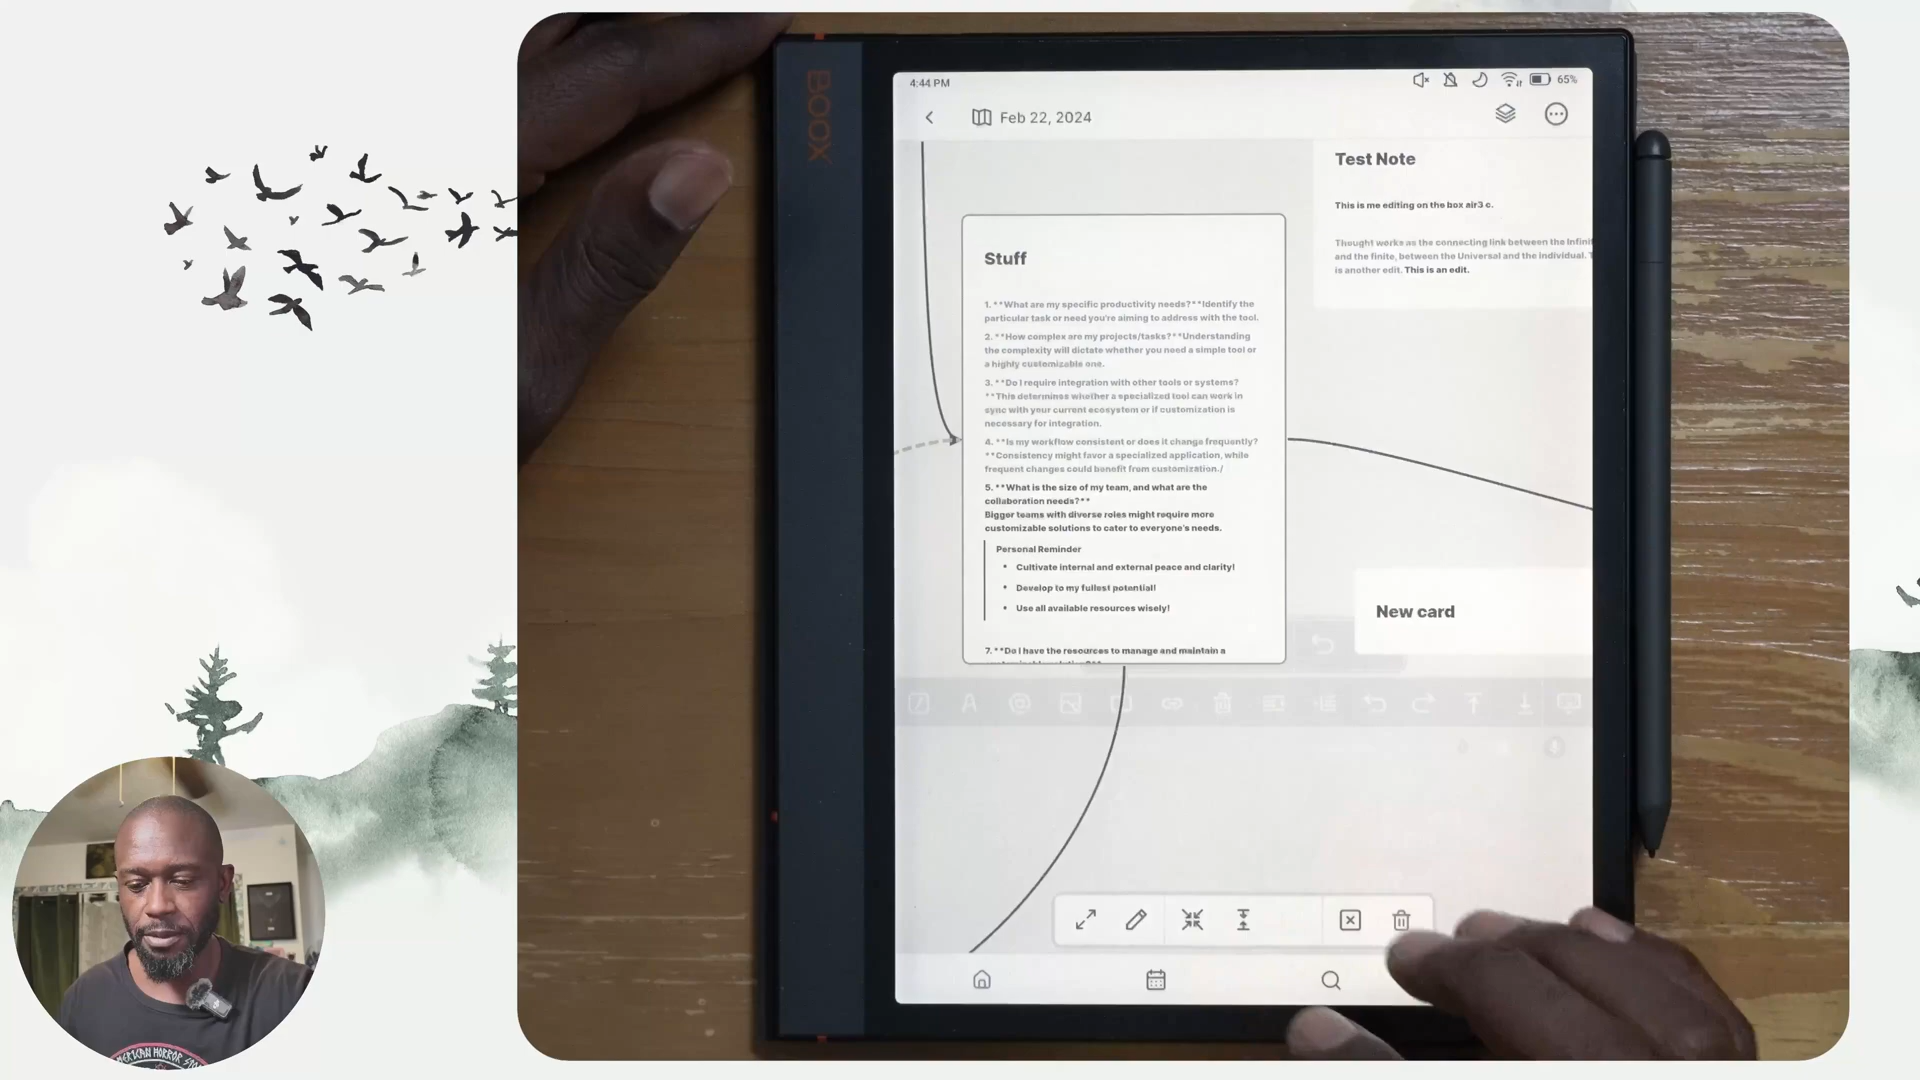 BOOX
4:44 PM
65%
Feb 22, 2024
Test Note
This is me editing on the box air3 c.
Thought works as the connecting link between the Infinit
and the finite, between the Universal and the Individual. T
is another edit. This is an edit.
Stuff
1. **What are my specific productivity needs?**Identify the
particular task or need you're aiming to address with the tool.
2. **How complex are my projects/tasks?**Understanding
the complexity will dictate whether you need a simple tool or
a highly customizable one.
3. **Do I require integration with other tools or systems?
**This determines whether a specialized tool can work in
sync with your current ecosystem or if customization is
necessary for integration.
4. **Is my workflow consistent or does it change frequently?
**Consistency might favor a specialized application, while
frequent changes could benefit from customization./
5. **What is the size of my team, and what are the
collaboration needs?**
Bigger teams with diverse roles might require more
customizable solutions to cater to everyone's needs.
Personal Reminder
• Cultivate internal and external peace and clarity!
• Develop to my fullest potential!
• Use all available resources wisely!
7. **Do I have the resources to manage and maintain a
New card
AMERICAN HORROR